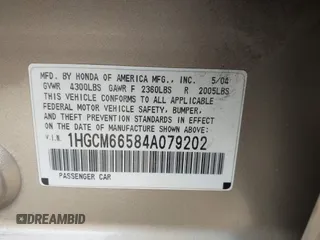 MFD. BY HONDA OF AMERICA MFG., INC. 5/04
GVWR 4300LBS GAWR F 2360LBS R 2005LBS
THIS VEHICLE CONFORMS TO ALL APPLICABLE
FEDERAL MOTOR VEHICLE SAFETY, BUMPER,
AND THEFT PREVENTION STANDARDS IN EFFECT
ON THE DATE OF MANUFACTURE SHOWN ABOVE.
V.I.N. 1HGCM66584A079202
PASSENGER CAR
DREAMBID